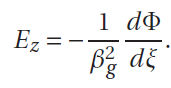 E_z = -\frac{1}{\beta_g^2} \frac{d\Phi}{d\xi}.